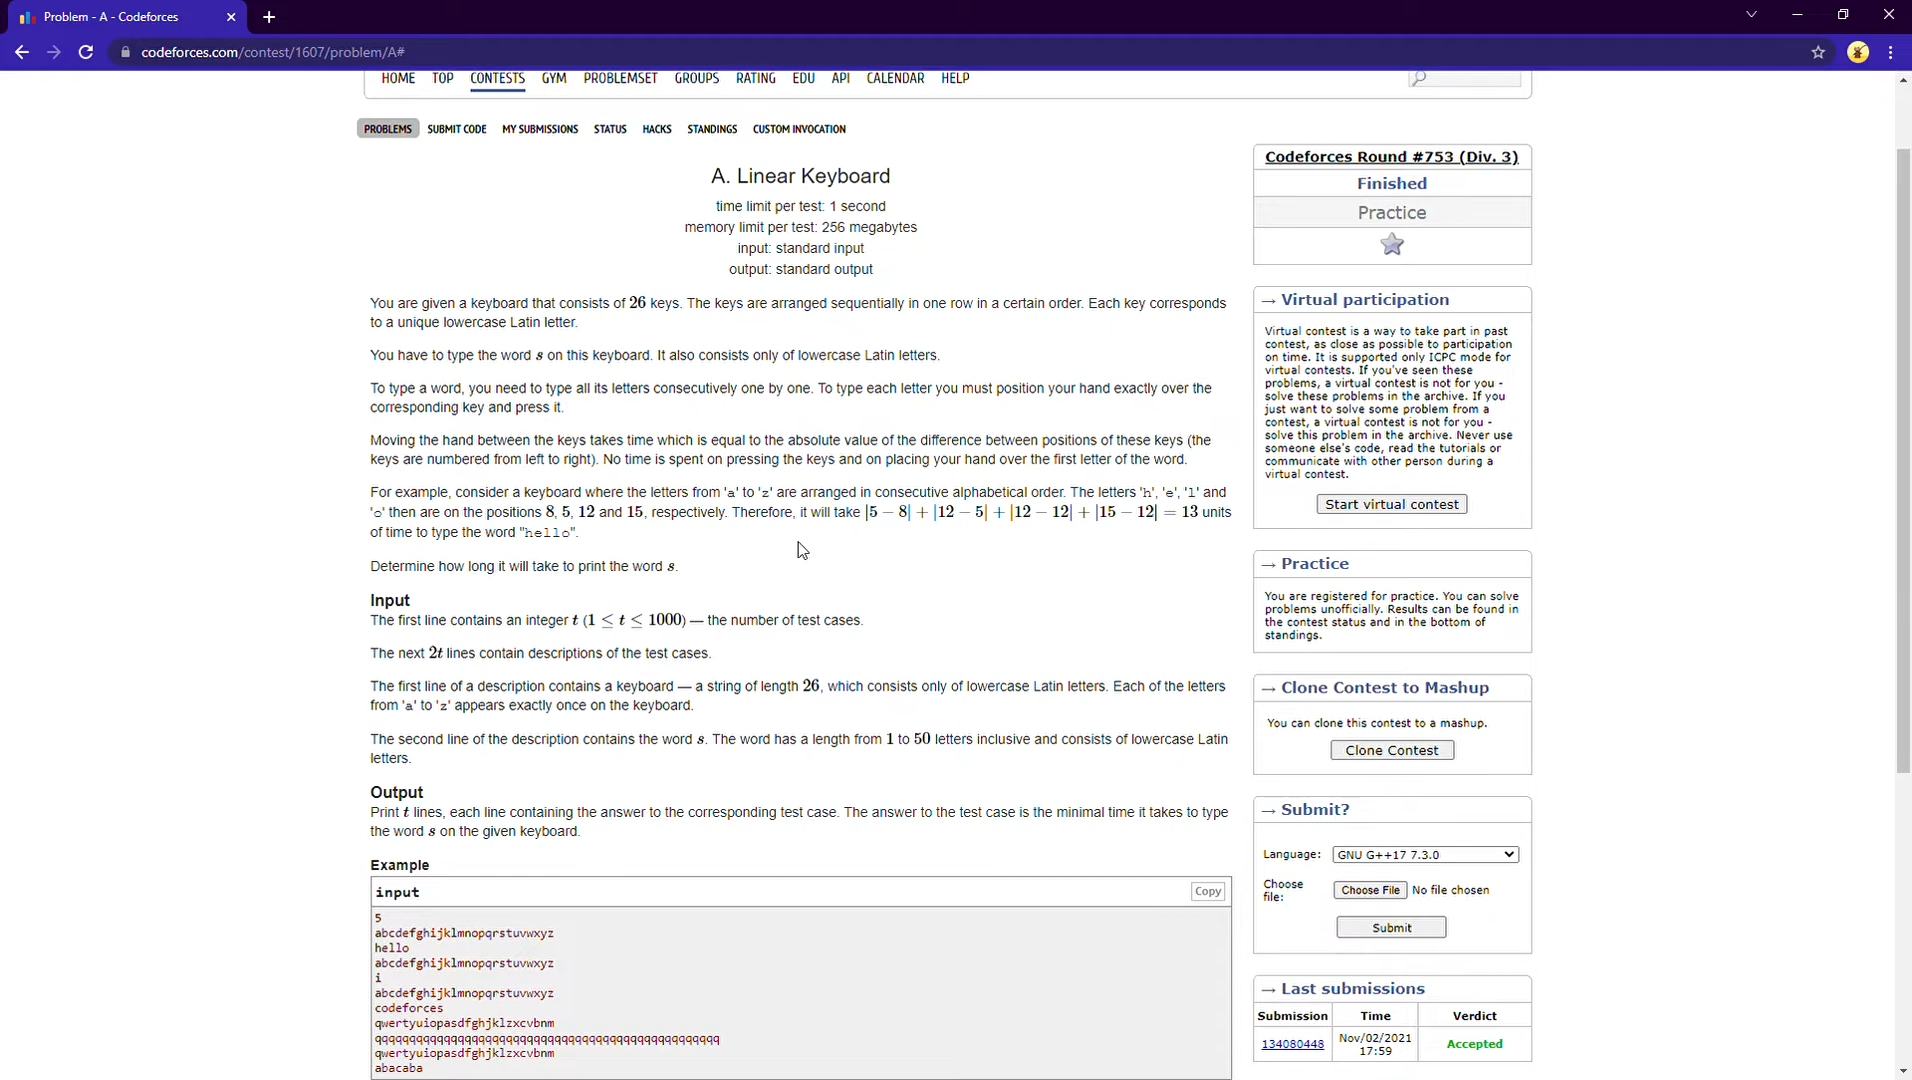 Problem - A - Codeforces
codeforces.com/contest/1607/problem/A#
HOME TOP CONTESTS GYM PROBLEMSET GROUPS RATING EDU API CALENDAR HELP
PROBLEMS SUBMIT CODE MY SUBMISSIONS STATUS HACKS STANDINGS CUSTOM INVOCATION
A. Linear Keyboard
time limit per test: 1 second
memory limit per test: 256 megabytes
input: standard input
output: standard output
You are given a keyboard that consists of 26 keys. The keys are arranged sequentially in one row in a certain order. Each key corresponds
to a unique lowercase Latin letter.
You have to type the word s on this keyboard. It also consists only of lowercase Latin letters.
To type a word, you need to type all its letters consecutively one by one. To type each letter you must position your hand exactly over the
corresponding key and press it.
Moving the hand between the keys takes time which is equal to the absolute value of the difference between positions of these keys (the
keys are numbered from left to right). No time is spent on pressing the keys and on placing your hand over the first letter of the word.
For example, consider a keyboard where the letters from 'a' to 'z' are arranged in consecutive alphabetical order. The letters 'h', 'e', 'l' and
'o' then are on the positions 8, 5, 12 and 15, respectively. Therefore, it will take |5 − 8| + |12 − 5| + |12 − 12| + |15 − 12| = 13 units
of time to type the word "hello".
Determine how long it will take to print the word s.
Input
The first line contains an integer t (1 ≤ t ≤ 1000) — the number of test cases.
The next 2t lines contain descriptions of the test cases.
The first line of a description contains a keyboard — a string of length 26, which consists only of lowercase Latin letters. Each of the letters
from 'a' to 'z' appears exactly once on the keyboard.
The second line of the description contains the word s. The word has a length from 1 to 50 letters inclusive and consists of lowercase Latin
letters.
Output
Print t lines, each line containing the answer to the corresponding test case. The answer to the test case is the minimal time it takes to type
the word s on the given keyboard.
Example
input Copy
5
abcdefghijklmnopqrstuvwxyz
hello
abcdefghijklmnopqrstuvwxyz
i
abcdefghijklmnopqrstuvwxyz
codeforces
qwertyuiopasdfghjklzxcvbnm
qqqqqqqqqqqqqqqqqqqqqqqqqqqqqqqqqqqqqqqqqqqqqqqqqq
qwertyuiopasdfghjklzxcvbnm
abacaba
Codeforces Round #753 (Div. 3)
Finished
Practice
→ Virtual participation
Virtual contest is a way to take part in past
contest, as close as possible to participation
on time. It is supported only ICPC mode for
virtual contests. If you've seen these
problems, a virtual contest is not for you -
solve these problems in the archive. If you
just want to solve some problem from a
contest, a virtual contest is not for you -
solve this problem in the archive. Never use
someone else's code, read the tutorials or
communicate with other person during a
virtual contest.
Start virtual contest
→ Practice
You are registered for practice. You can solve
problems unofficially. Results can be found in
the contest status and in the bottom of
standings.
→ Clone Contest to Mashup
You can clone this contest to a mashup.
Clone Contest
→ Submit?
Language: GNU G++17 7.3.0
Choose
file:
Choose File No file chosen
Submit
→ Last submissions
Submission Time Verdict
134080448 Nov/02/2021
17:59
Accepted